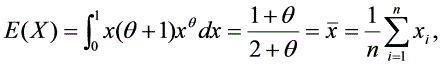 E(X) = ∫₀¹ x(θ+1)x^θ dx = (1+θ)/(2+θ) = x̄ = (1/n) ∑_{i=1}^{n} x_i,